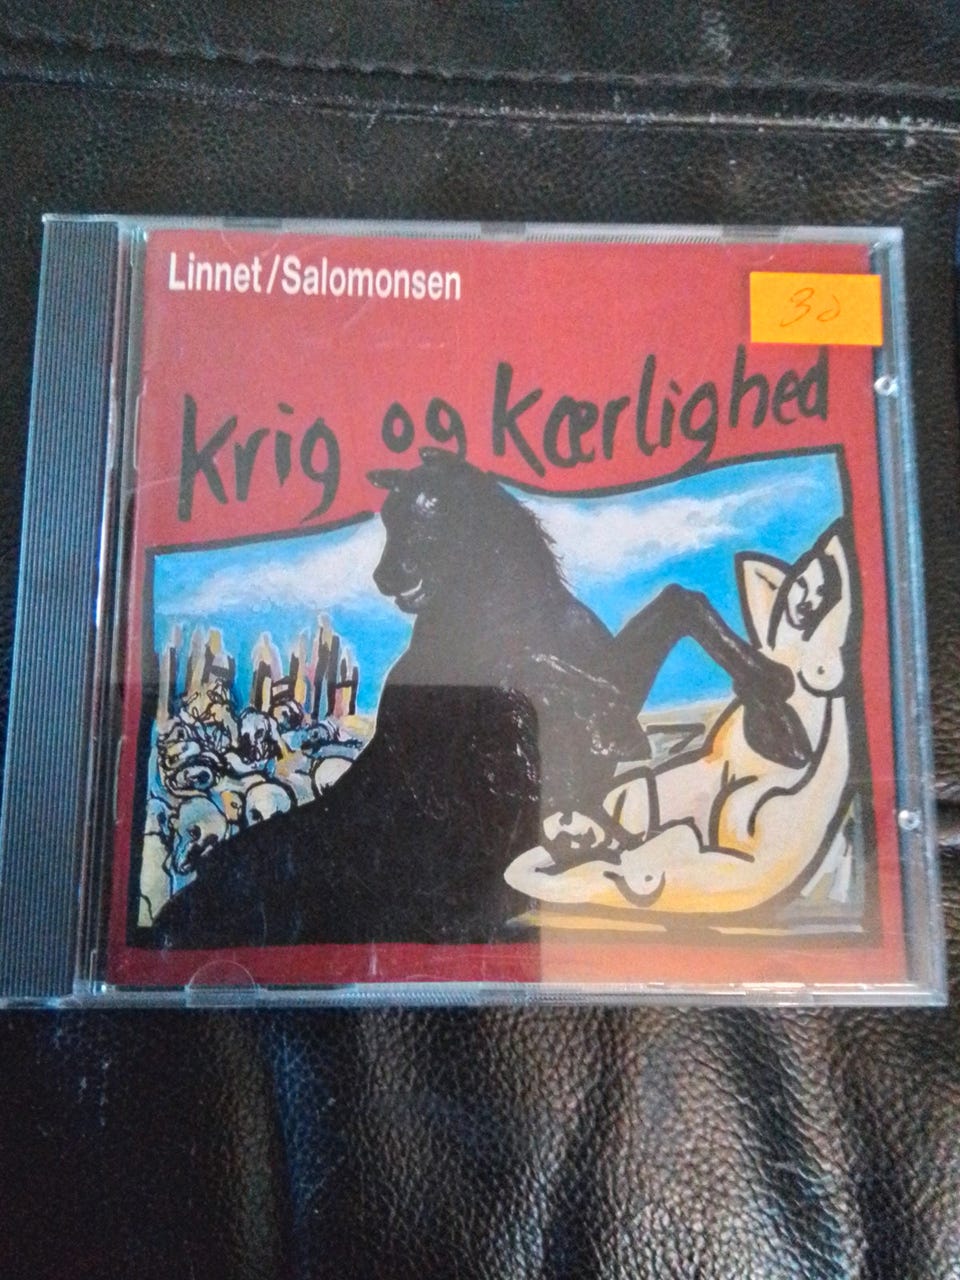 Linnet/Salomonsen
30
krig og kærlighed